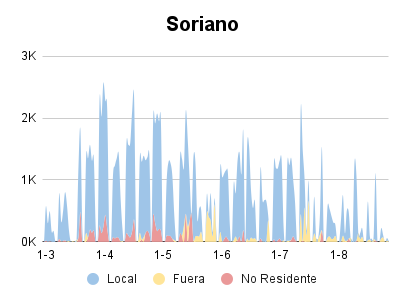 Soriano
3K
2K
1K
0K
1-3 1-4 1-5 1-6 1-7 1-8
Local Fuera No Residente